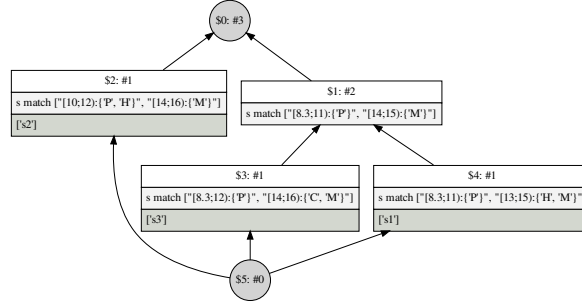 $0: #3
$2: #1
s match ["[10;12):{'P', 'H'}", "[14;16):{'M'}"]
['s2']
$1: #2
s match ["[8.3;11):{'P'}", "[14;15):{'M'}"]
$3: #1
s match ["[8.3;12):{'P'}", "[14;16):{'C', 'M'}"]
['s3']
$4: #1
s match ["[8.3;11):{'P'}", "[13;15):{'H', 'M'}"
['s1']
$5: #0